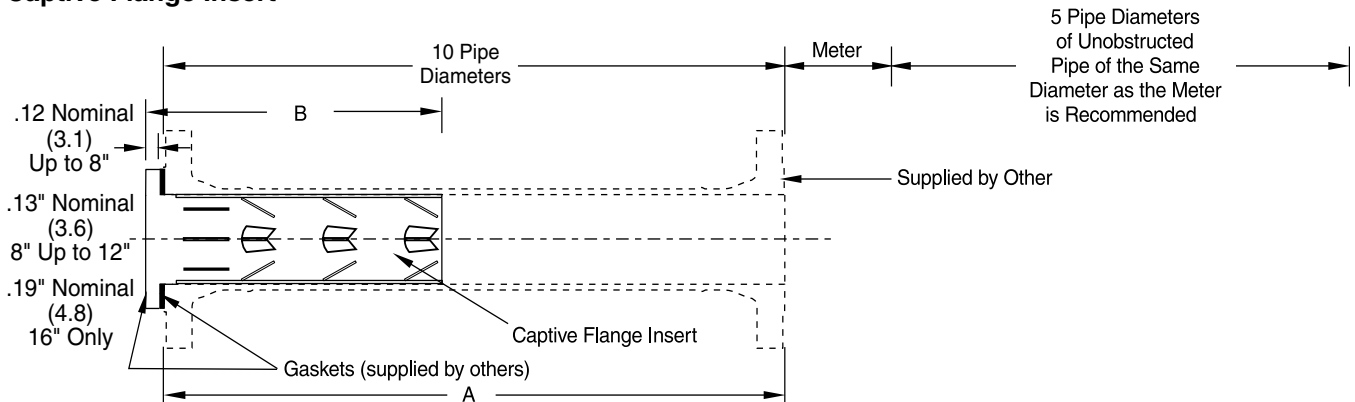 Captive Flange Insert
5 Pipe Diameters
of Unobstructed
Pipe of the Same
Diameter as the Meter
is Recommended
10 Pipe
Diameters
Meter
B
.12 Nominal
(3.1)
Up to 8"
Supplied by Other
.13" Nominal
(3.6)
8" Up to 12"
.19" Nominal
(4.8)
16" Only
Captive Flange Insert
Gaskets (supplied by others)
A